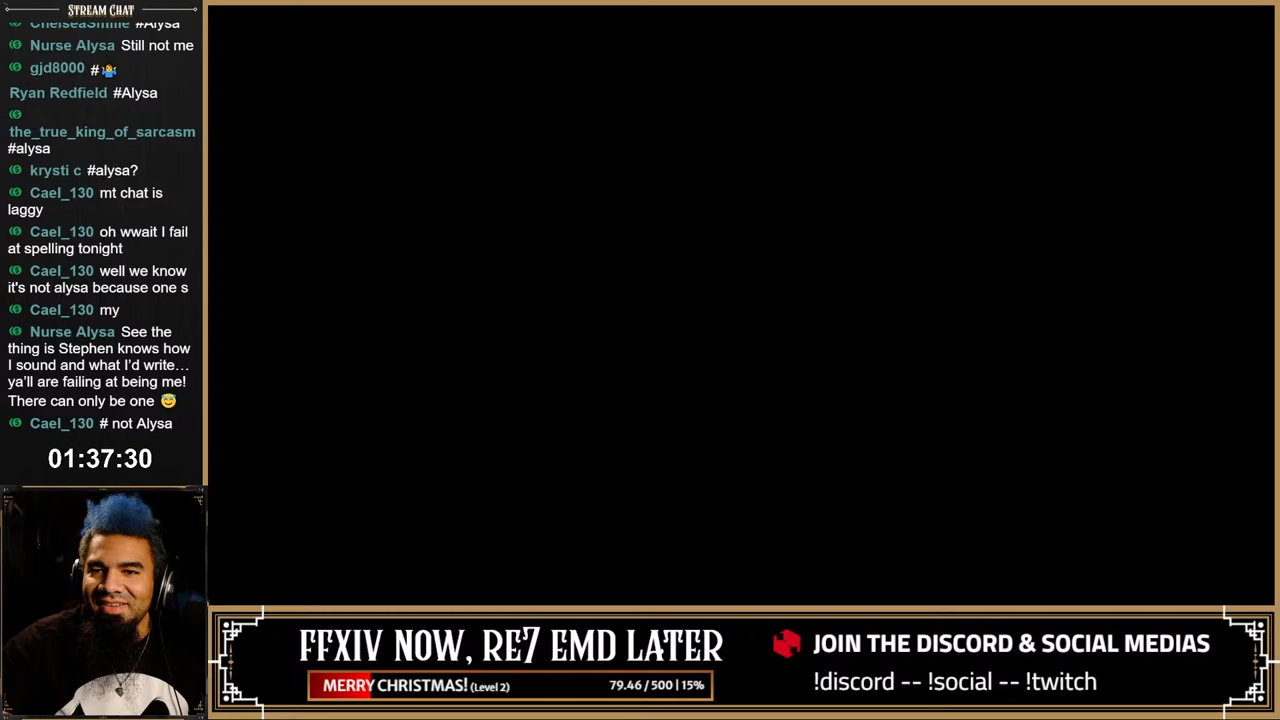 STREAM CHAT
ChelseaSmile #Alysa
Nurse Alysa Still not me
gjd8000 #🤷‍♂️
Ryan Redfield #Alysa
the_true_king_of_sarcasm
#alysa
krysti c #alysa?
Cael_130 mt chat is
laggy
Cael_130 oh wwait I fail
at spelling tonight
Cael_130 well we know
it's not alysa because one s
Cael_130 my
Nurse Alysa See the
thing is Stephen knows how
I sound and what I’d write…
ya’ll are failing at being me!
There can only be one 😇
Cael_130 # not Alysa
01:37:30
FFXIV NOW, RE7 EMD LATER
MERRY CHRISTMAS! (Level 2) 79.46 / 500 | 15%
JOIN THE DISCORD & SOCIAL MEDIAS
!discord -- !social -- !twitch